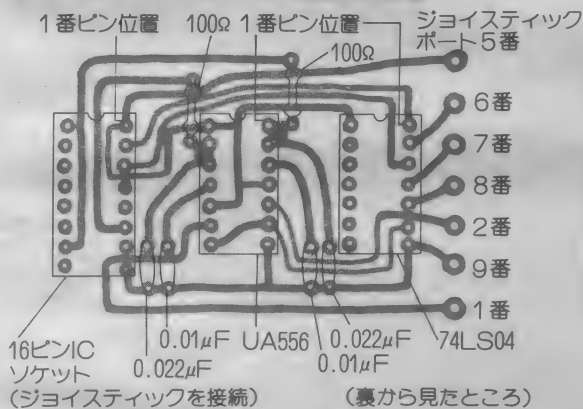 1番ピン位置
100Ω
1番ピン位置
100Ω
ジョイスティック
ポート5番
6番
7番
8番
2番
9番
1番
16ピンIC
ソケット
(ジョイスティックを接続)
0.01μF
0.022μF
UA556
0.022μF
0.01μF
74LS04
(裏から見たところ)